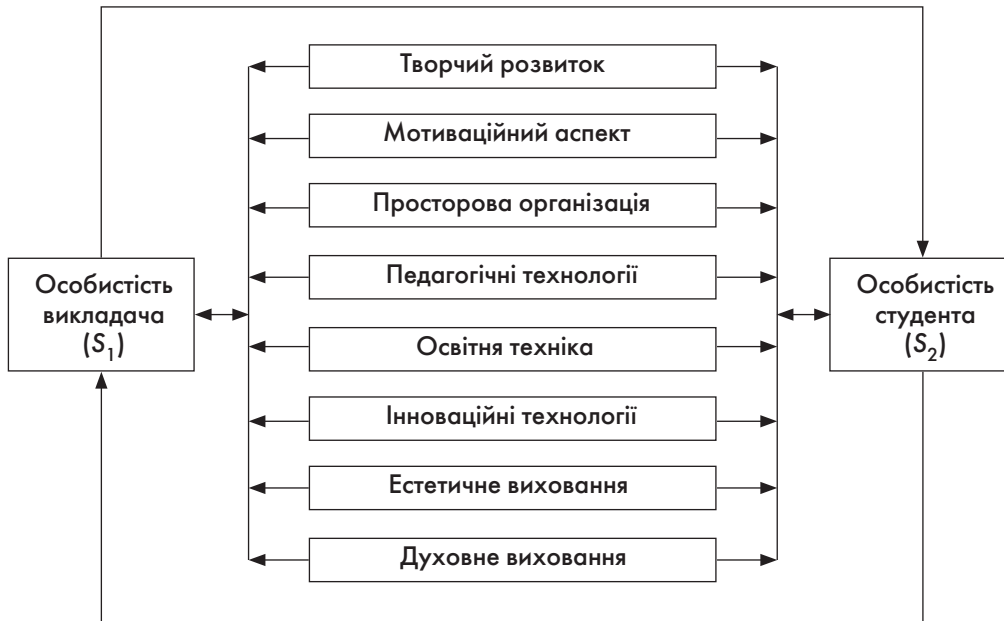 Творчий розвиток
Мотиваційний аспект
Просторова організація
Педагогічні технології
Освітня техніка
Інноваційні технології
Естетичне виховання
Духовне виховання
Особистість
викладача
(S₁)
Особистість
студента
(S₂)